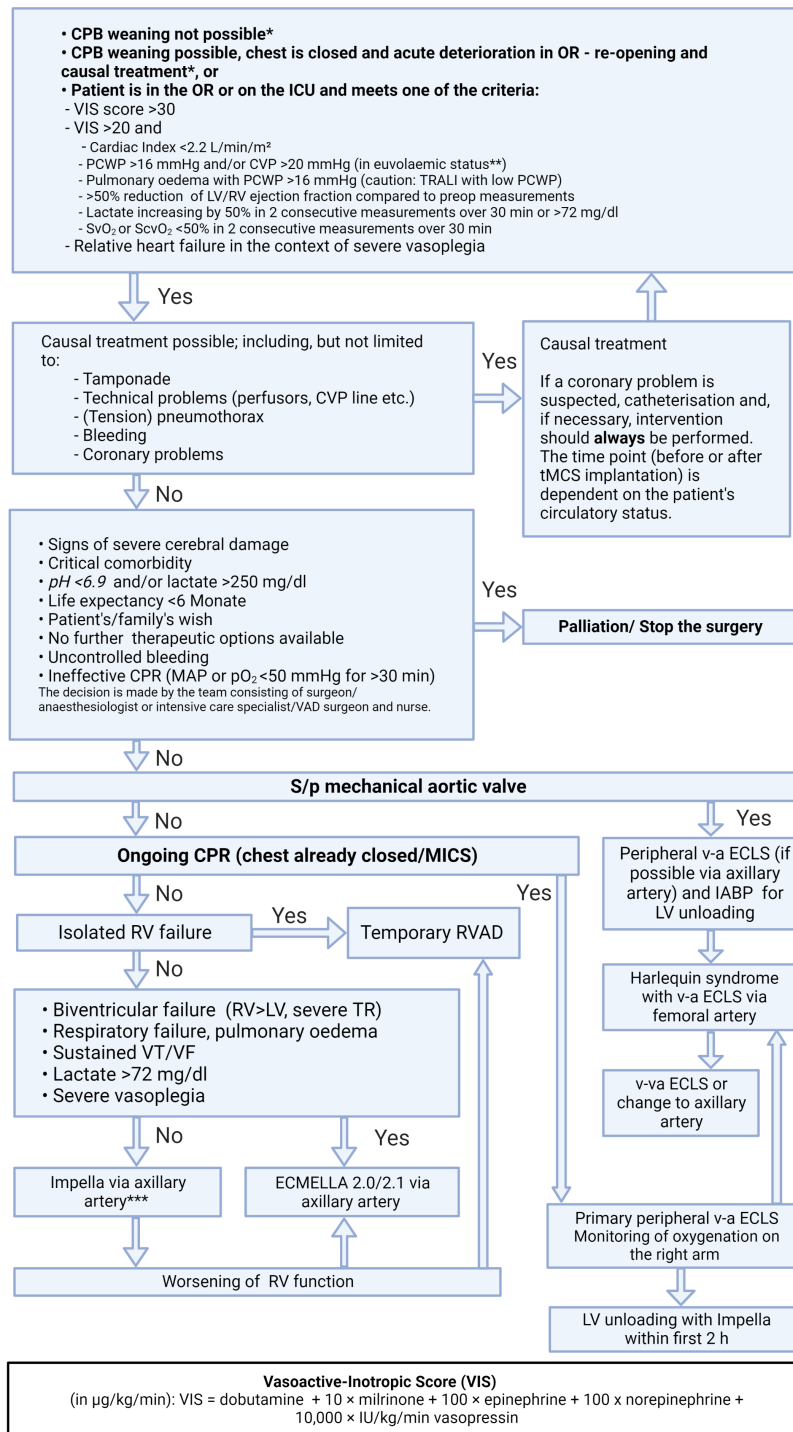 • CPB weaning not possible*
• CPB weaning possible, chest is closed and acute deterioration in OR - re-opening and
causal treatment*, or
• Patient is in the OR or on the ICU and meets one of the criteria:
- VIS score >30
- VIS >20 and
- Cardiac Index <2.2 L/min/m²
- PCWP >16 mmHg and/or CVP >20 mmHg (in euvolaemic status**)
- Pulmonary oedema with PCWP >16 mmHg (caution: TRALI with low PCWP)
- >50% reduction of LV/RV ejection fraction compared to preop measurements
- Lactate increasing by 50% in 2 consecutive measurements over 30 min or >72 mg/dl
- SvO₂ or ScvO₂ <50% in 2 consecutive measurements over 30 min
- Relative heart failure in the context of severe vasoplegia
Yes
Causal treatment possible; including, but not limited
to:
- Tamponade
- Technical problems (perfusors, CVP line etc.)
- (Tension) pneumothorax
- Bleeding
- Coronary problems
Yes
Causal treatment
If a coronary problem is
suspected, catheterisation and,
if necessary, intervention
should always be performed.
The time point (before or after
tMCS implantation) is
dependent on the patient's
circulatory status.
No
• Signs of severe cerebral damage
• Critical comorbidity
• pH <6.9 and/or lactate >250 mg/dl
• Life expectancy <6 Monate
• Patient's/family's wish
• No further therapeutic options available
• Uncontrolled bleeding
• Ineffective CPR (MAP or pO₂ <50 mmHg for >30 min)
The decision is made by the team consisting of surgeon/
anaesthesiologist or intensive care specialist/VAD surgeon and nurse.
Yes
Palliation/ Stop the surgery
No
S/p mechanical aortic valve
No
Yes
Ongoing CPR (chest already closed/MICS)
Peripheral v-a ECLS (if
possible via axillary
artery) and IABP for
LV unloading
No
Yes
Isolated RV failure
Yes
Temporary RVAD
No
Harlequin syndrome
with v-a ECLS via
femoral artery
• Biventricular failure (RV>LV, severe TR)
• Respiratory failure, pulmonary oedema
• Sustained VT/VF
• Lactate >72 mg/dl
• Severe vasoplegia
v-va ECLS or
change to axillary
artery
No
Yes
Impella via axillary
artery***
ECMELLA 2.0/2.1 via
axillary artery
Primary peripheral v-a ECLS
Monitoring of oxygenation on
the right arm
Worsening of RV function
LV unloading with Impella
within first 2 h
Vasoactive-Inotropic Score (VIS)
(in µg/kg/min): VIS = dobutamine + 10 × milrinone + 100 × epinephrine + 100 x norepinephrine +
10,000 × IU/kg/min vasopressin